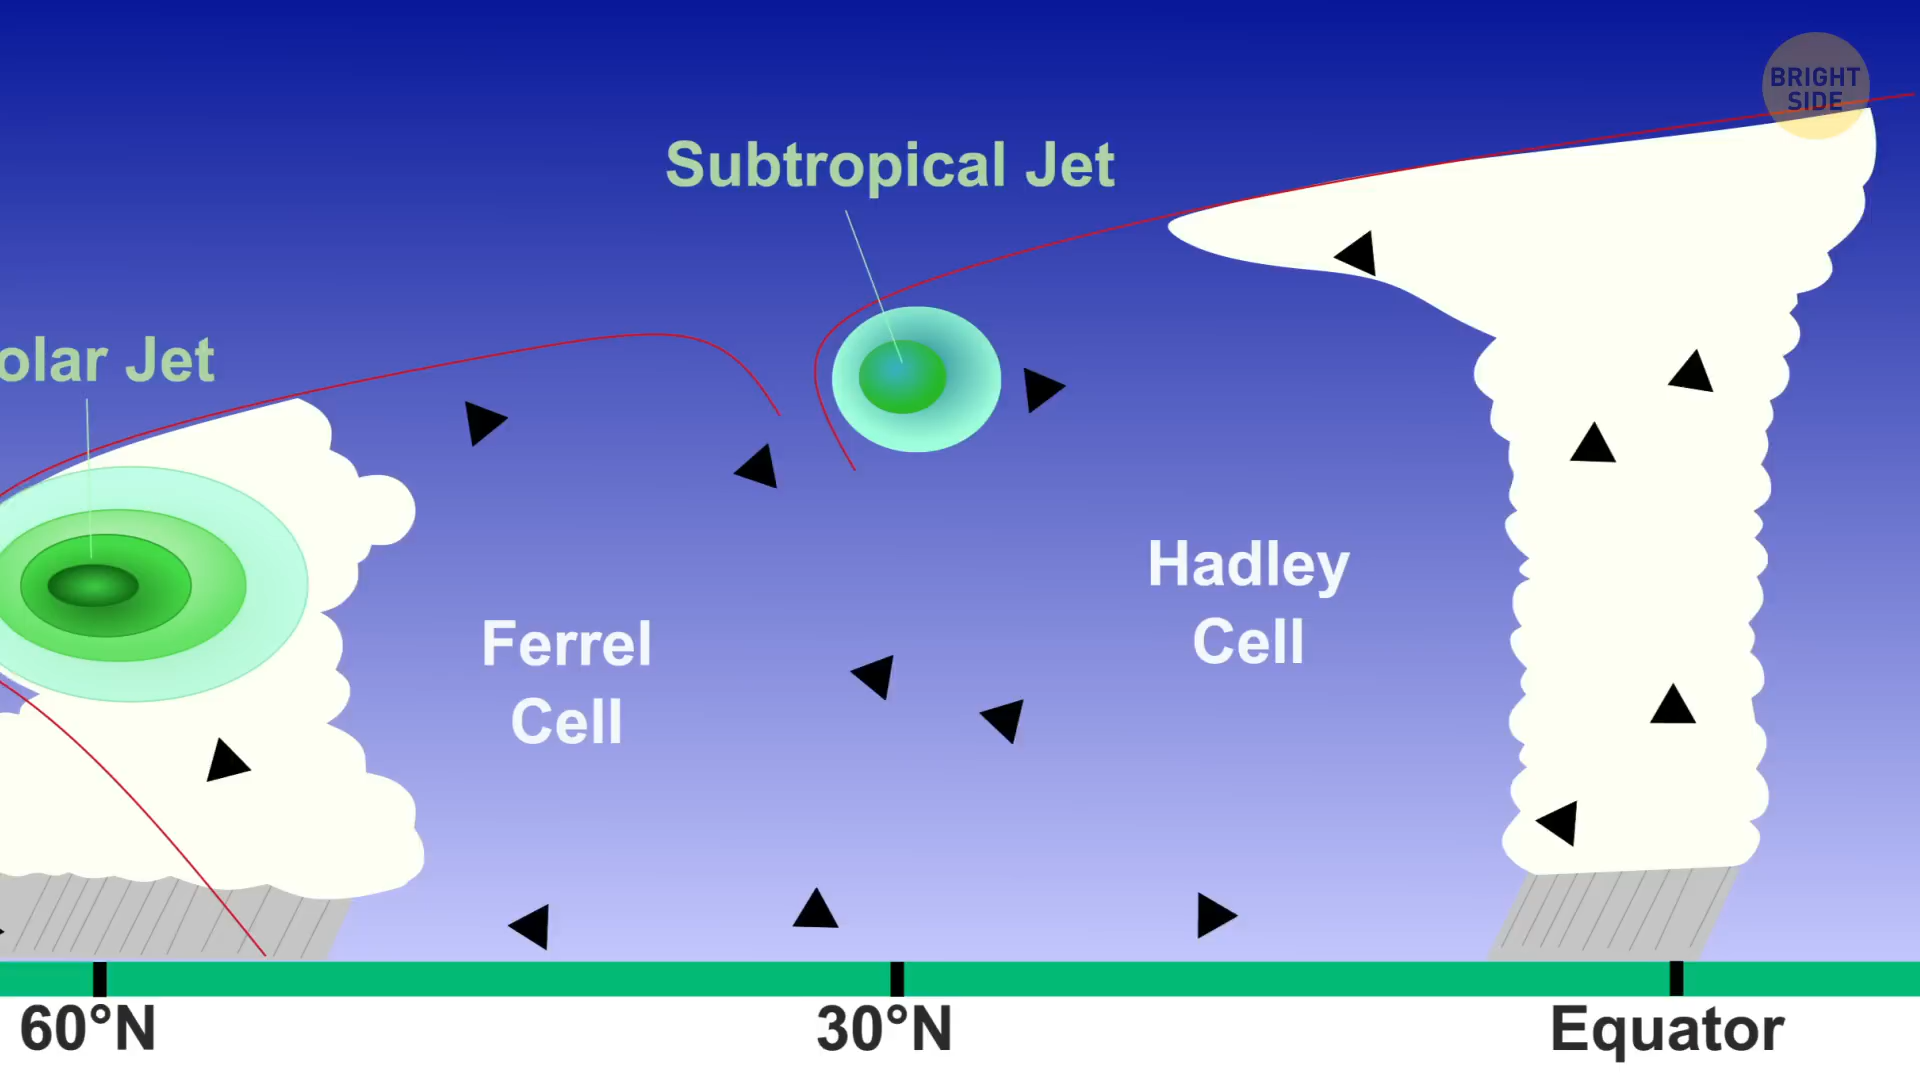 BRIGHT
SIDE
Subtropical Jet
olar Jet
Hadley
Cell
Ferrel
Cell
60°N
30°N
Equator